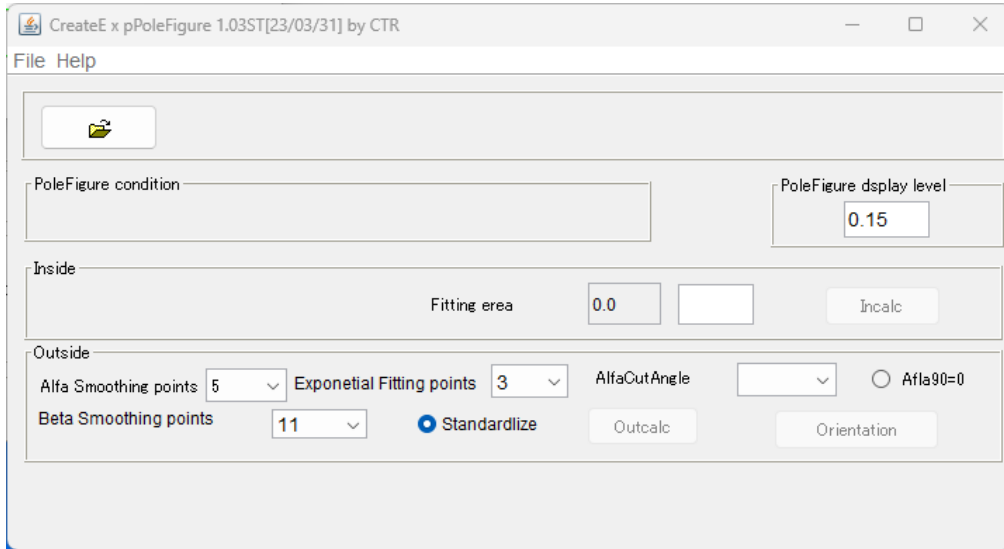 CreateE x pPoleFigure 1.03ST[23/03/31] by CTR
File Help
PoleFigure condition
PoleFigure dsplay level
0.15
Inside
Fitting erea 0.0 Incalc
Outside
Alfa Smoothing points 5 Exponetial Fitting points 3 AlfaCutAngle Afla90=0
Beta Smoothing points 11 Standardlize Outcalc Orientation